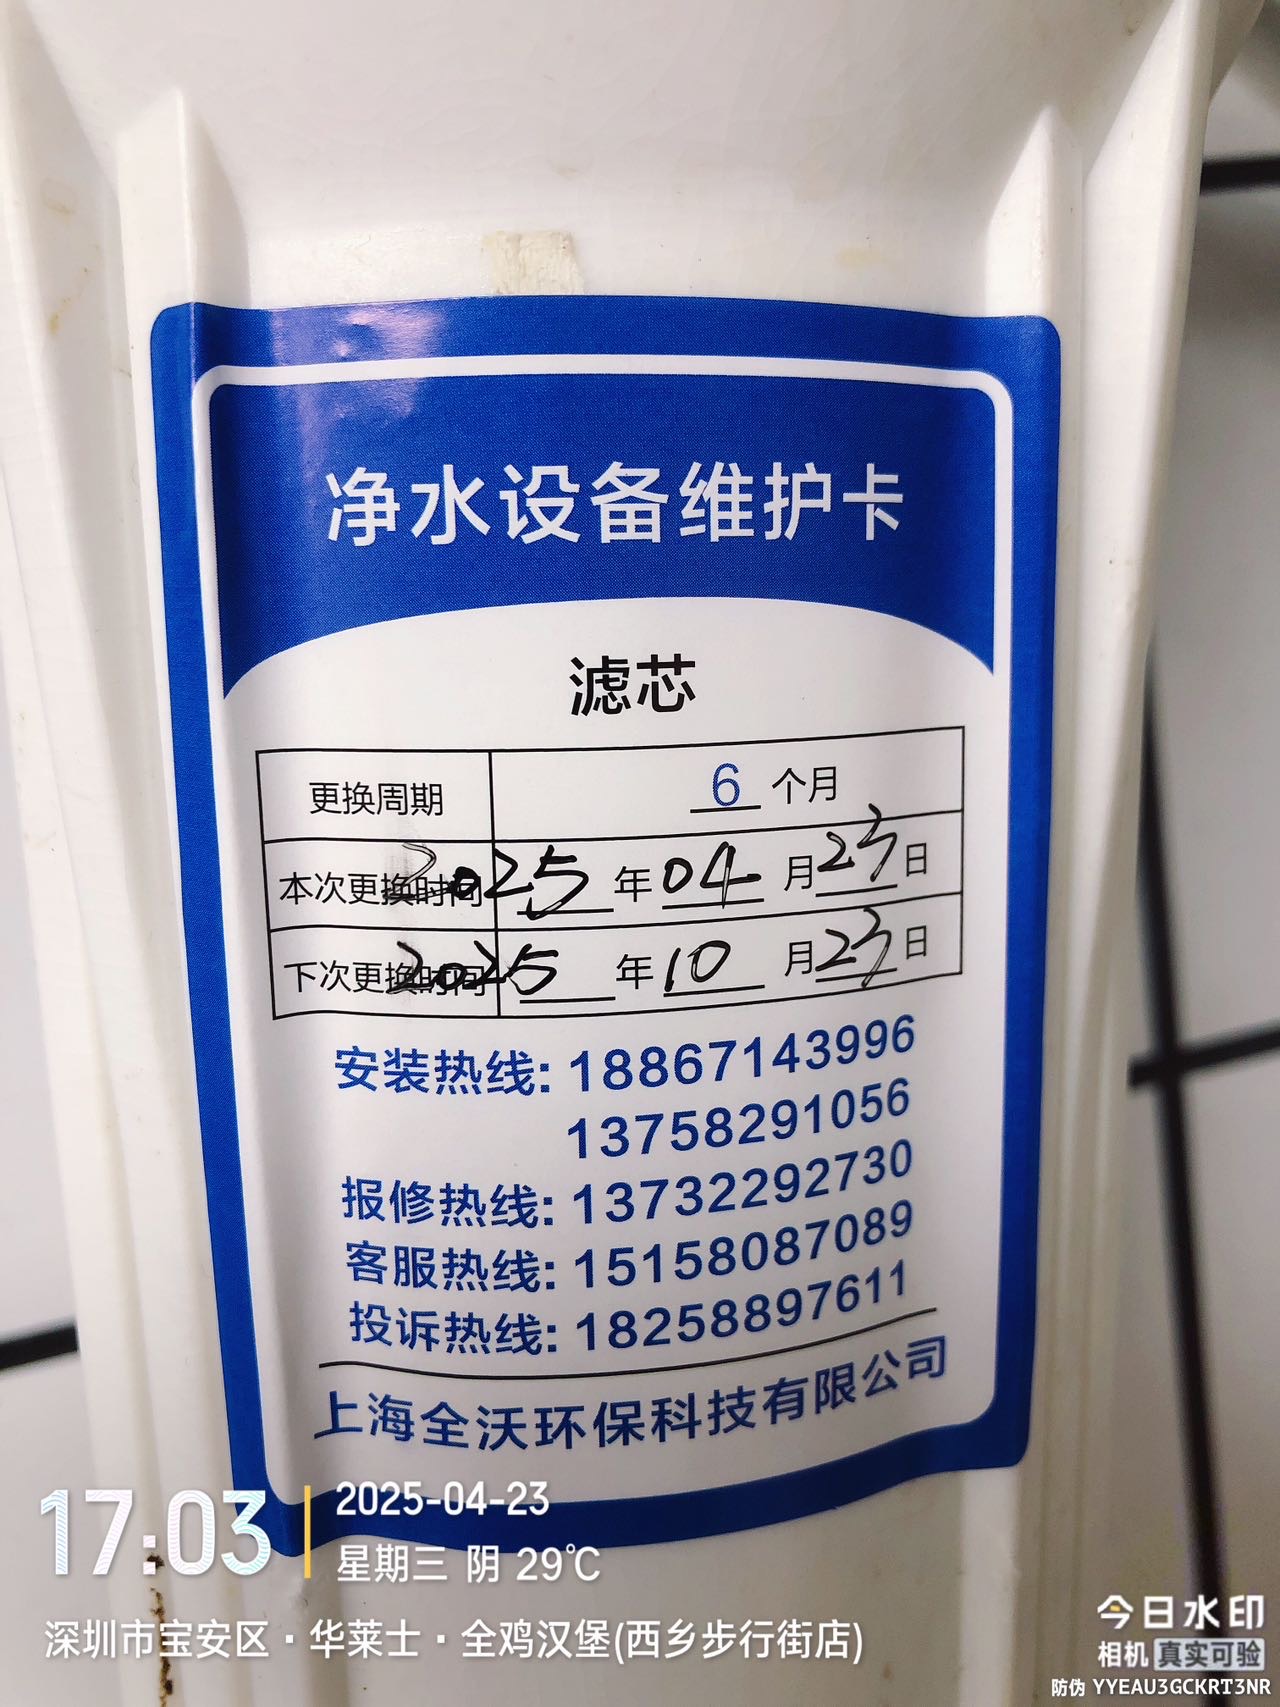 净水设备维护卡
滤芯
更换周期 6 个月
本次更换时间 2025 年 04 月 23 日
下次更换时间 2025 年 10 月 23 日
安装热线: 18867143996
13758291056
报修热线: 13732292730
客服热线: 15158087089
投诉热线: 18258897611
上海全沃环保科技有限公司
17:03
2025-04-23
星期三 阴 29℃
深圳市宝安区·华莱士·全鸡汉堡(西乡步行街店)
今日水印
相机 真实可验
防伪 YYEAU3GCKRT3NR